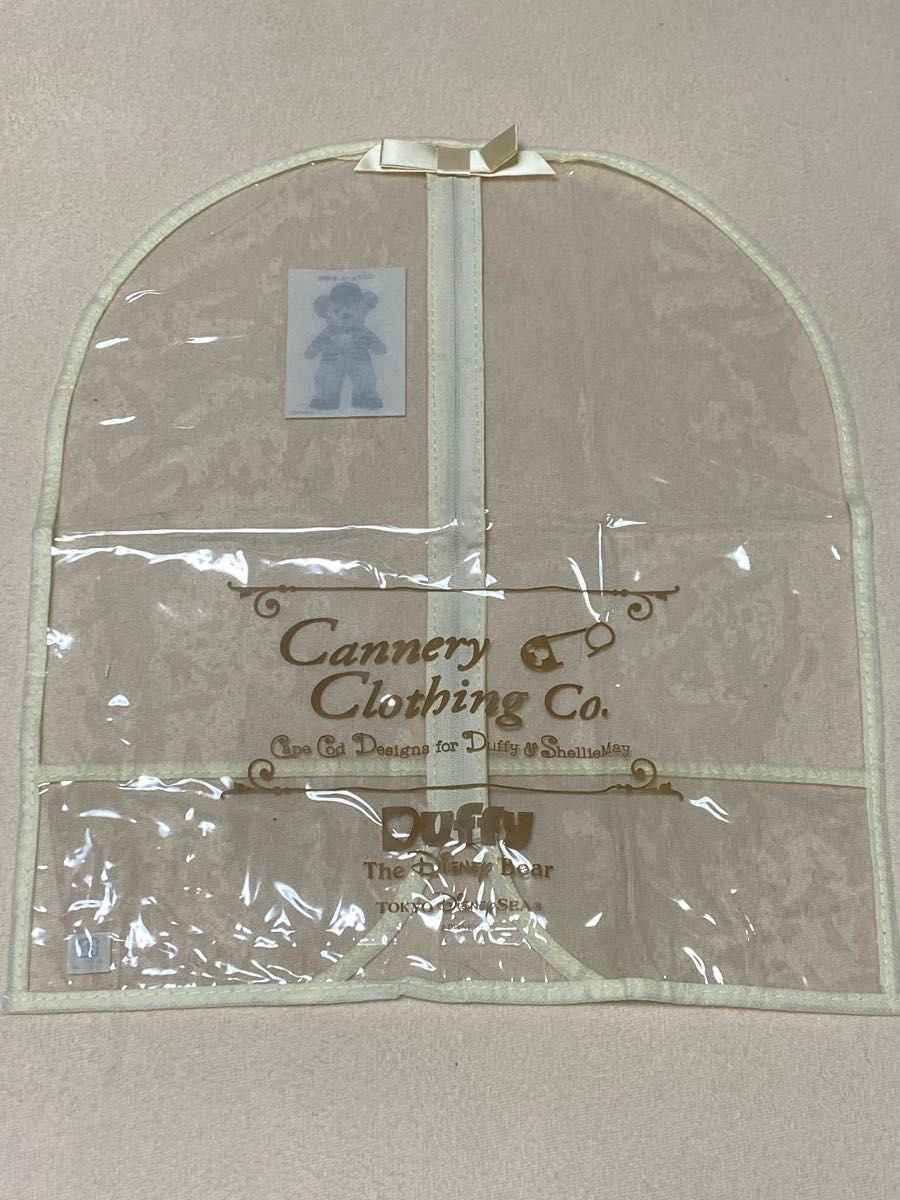 Cannery
Clothing Co.
Cape Cod Designs for Duffy & ShellieMay
Duffy
The Disney Bear
TOKYO DISNEYSEA®